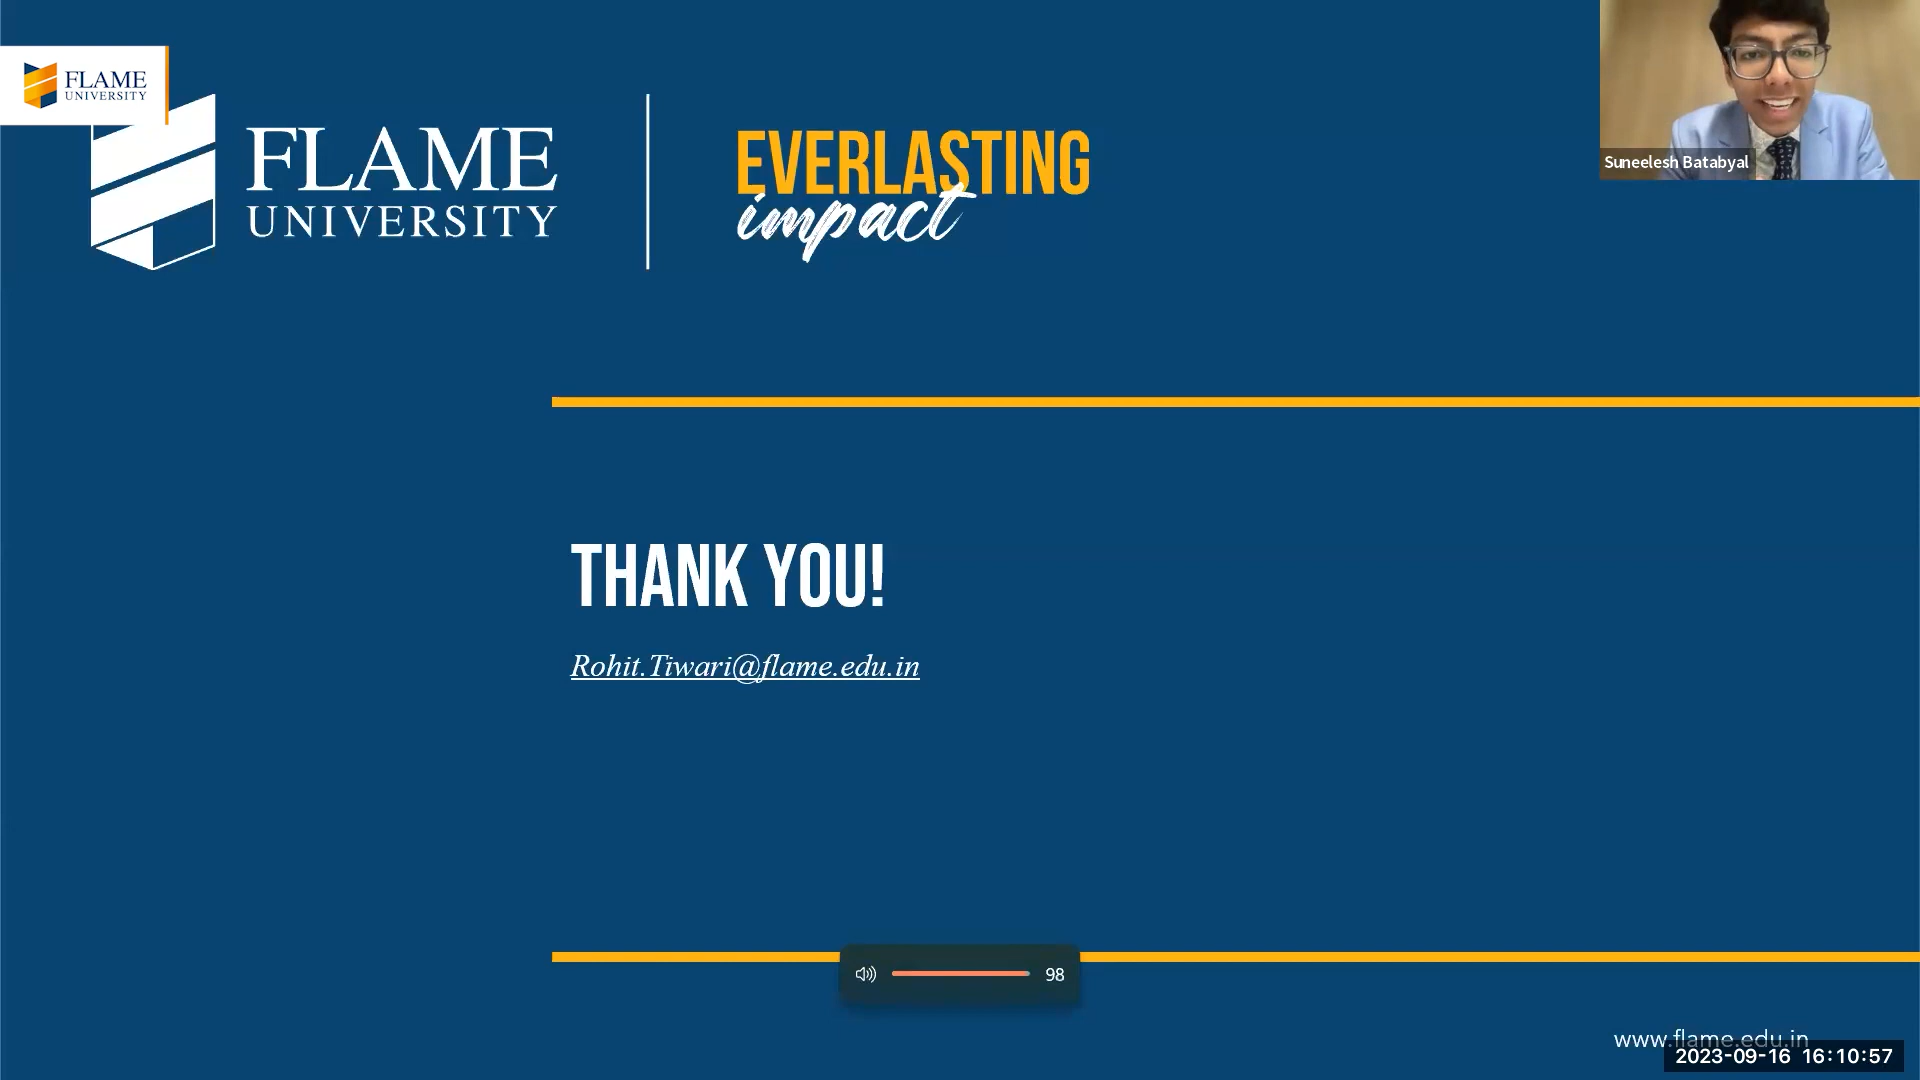 FLAME
UNIVERSITY
FLAME
UNIVERSITY
EVERLASTING
impact
Suneelesh Batabyal
THANK YOU!
Rohit.Tiwari@flame.edu.in
98
www.flame.edu.in
2023-09-16 16:10:57